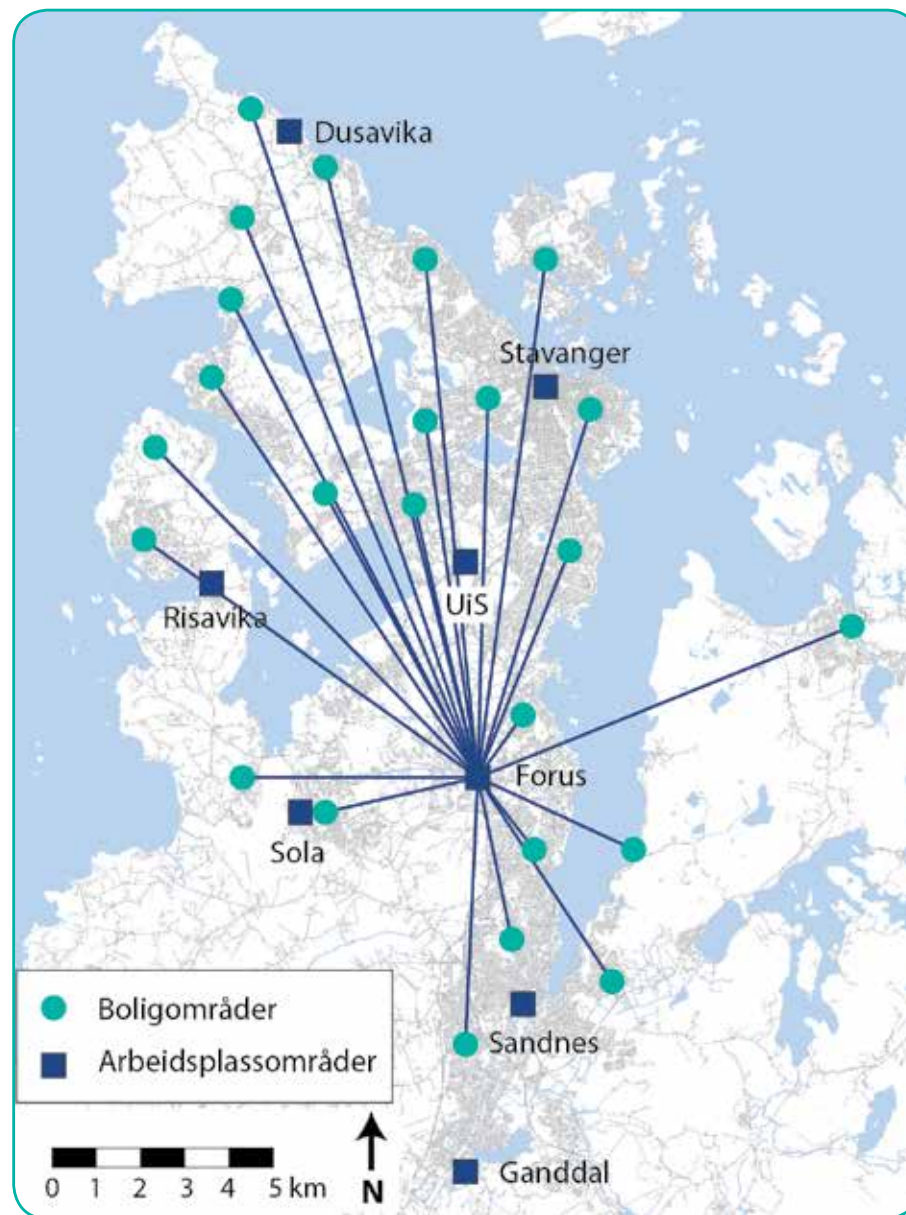 Dusavika
Stavanger
UiS
Risavika
Forus
Sola
Boligområder
Arbeidsplassområder
Sandnes
0 1 2 3 4 5 km
N
Ganddal